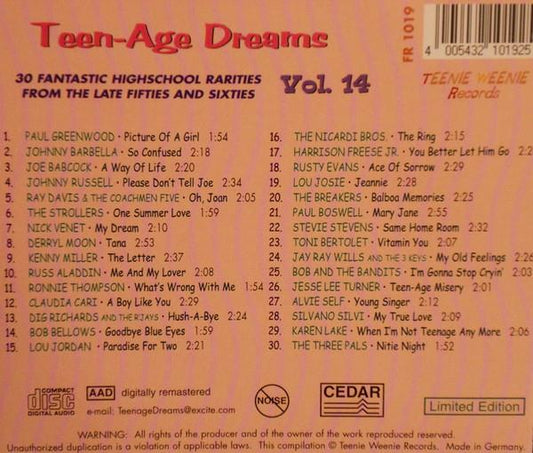 Teen-Age Dreams
30 FANTASTIC HIGHSCHOOL RARITIES
FROM THE LATE FIFTIES AND SIXTIES
Vol. 14
FR 1019
4 005432 101925
TEENIE WEENIE
Records
1. PAUL GREENWOOD · Picture Of A Girl 1:54
2. JOHNNY BARBELLA · So Confused 2:18
3. JOE BABCOCK · A Way Of Life 2:20
4. JOHNNY RUSSELL · Please Don't Tell Joe 2:34
5. RAY DAVIS & THE COACHMEN FIVE · Oh, Joan 2:05
6. THE STROLLERS · One Summer Love 1:59
7. NICK VENET · My Dream 2:10
8. DERRYL MOON · Tana 2:53
9. KENNY MILLER · The Letter 2:37
10. RUSS ALADDIN · Me And My Lover 2:08
11. RONNIE THOMPSON · What's Wrong With Me 1:54
12. CLAUDIA CARI · A Boy Like You 2:29
13. DIG RICHARDS AND THE R'JAYS · Hush-A-Bye 2:24
14. BOB BELLOWS · Goodbye Blue Eyes 1:59
15. LOU JORDAN · Paradise For Two 2:21
16. THE NICARDI BROS. · The Ring 2:15
17. HARRISON FREESE JR. · You Better Let Him Go 2:2
18. RUSTY EVANS · Ace Of Sorrow 2:29
19. LOU JOSIE · Jeannie 2:28
20. THE BREAKERS · Balboa Memories 2:25
21. PAUL BOSWELL · Mary Jane 2:55
22. STEVIE STEVENS · Same Home Room 2:32
23. TONI BERTOLET · Vitamin You 2:07
24. JAY RAY WILLS AND THE 3 KEYS · My Old Feelings 2:26
25. BOB AND THE BANDITS · I'm Gonna Stop Cryin' 2:03
26. JESSE LEE TURNER · Teen-Age Misery 2:01
27. ALVIE SELF · Young Singer 2:12
28. SILVANO SILVI · My True Love 2:09
29. KAREN LAKE · When I'm Not Teenage Any More 2:06
30. THE THREE PALS · Nitie Night 1:52
COMPACT
disc
DIGITAL AUDIO
AAD digitally remastered
e-mail: TeenageDreams@excite.com
NOISE
CEDAR
Limited Edition
WARNING: All rights of the producer and of the owner of the work reproduced.
Unauthorized duplication is a violation of applicable laws. This compilation © Teenie Weenie Records. Made in Germany.